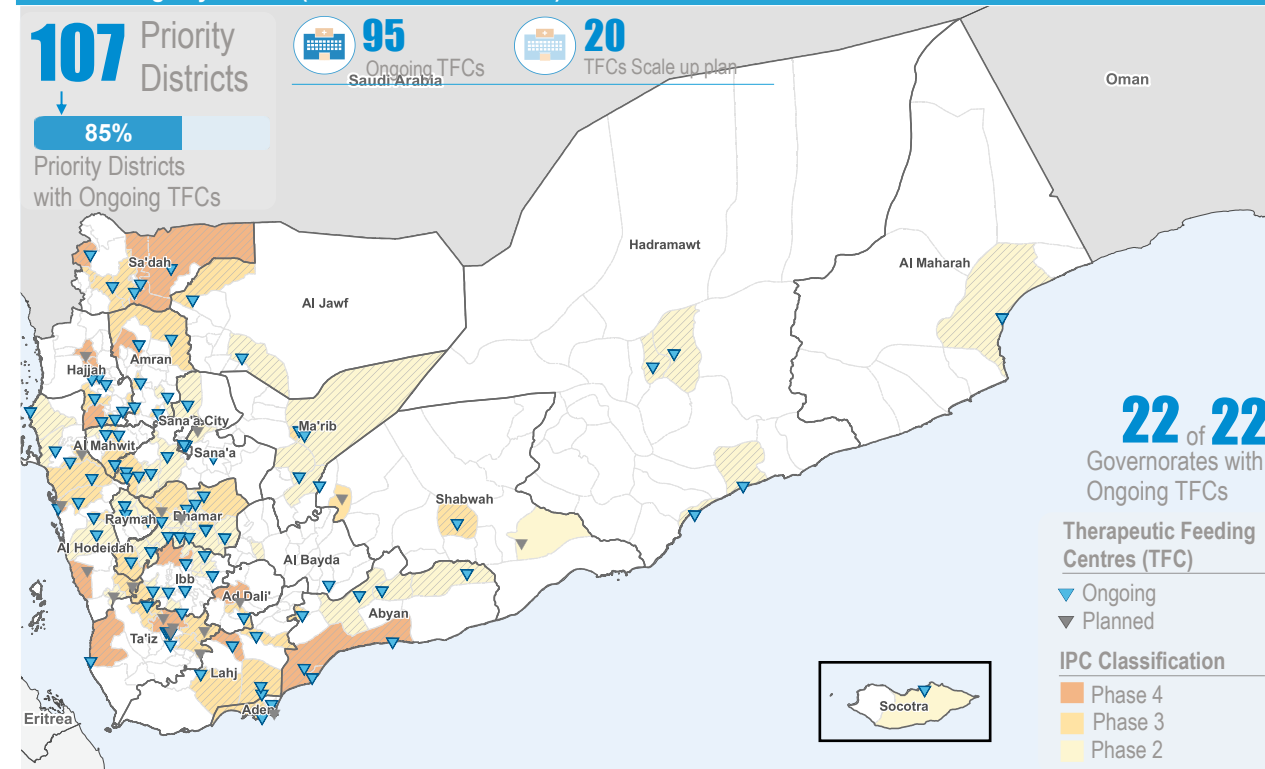 107 Priority
Districts
85%
Priority Districts
with Ongoing TFCs
95
Ongoing TFCs
20
TFCs Scale up plan
Saudi Arabia
Oman
Sa'dah
Al Jawf
Hadramawt
Al Maharah
Amran
Hajjah
Sana'a City
Ma'rib
Al Mahwit
Sana'a
Shabwah
Raymah
Dhamar
Al Hodeidah
Al Bayda
Ibb
Ad Dali'
Abyan
Ta'iz
Lahj
Aden
Eritrea
Socotra
22 of 22
Governorates with
Ongoing TFCs
Therapeutic Feeding
Centres (TFC)
Ongoing
Planned
IPC Classification
Phase 4
Phase 3
Phase 2